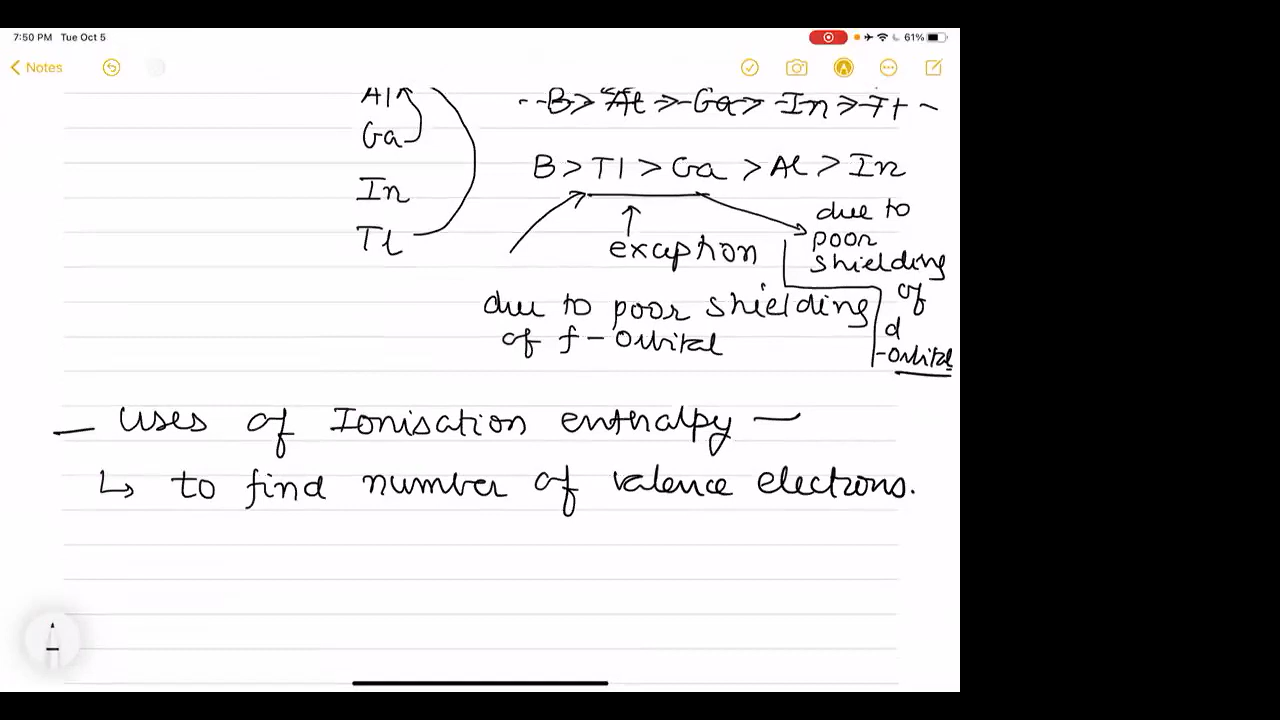 7:50 PM Tue Oct 5
61%
Notes
Al
Ga
In
Tl
B > Al > Ga > In > Tl
B > Tl > Ga > Al > In
exaption
due to
poor
shielding
of
d
-orbital
due to poor shielding
of f-orbital
Uses of Ionisation enthalpy
↳ to find number of valence electrons.